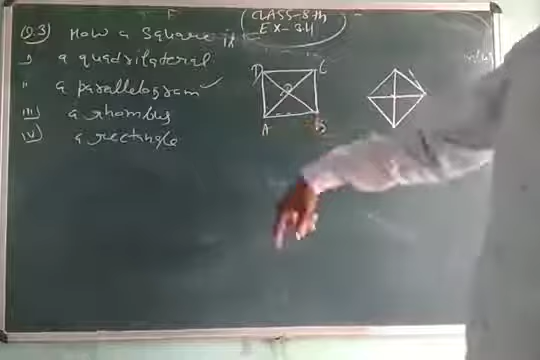 CLASS-8th
EX-3.4
Q.3) How a Square is
i) a quadrilateral
ii a parallelogram ✓
iii) a rhombus
iv) a rectangle
D C
O
A B